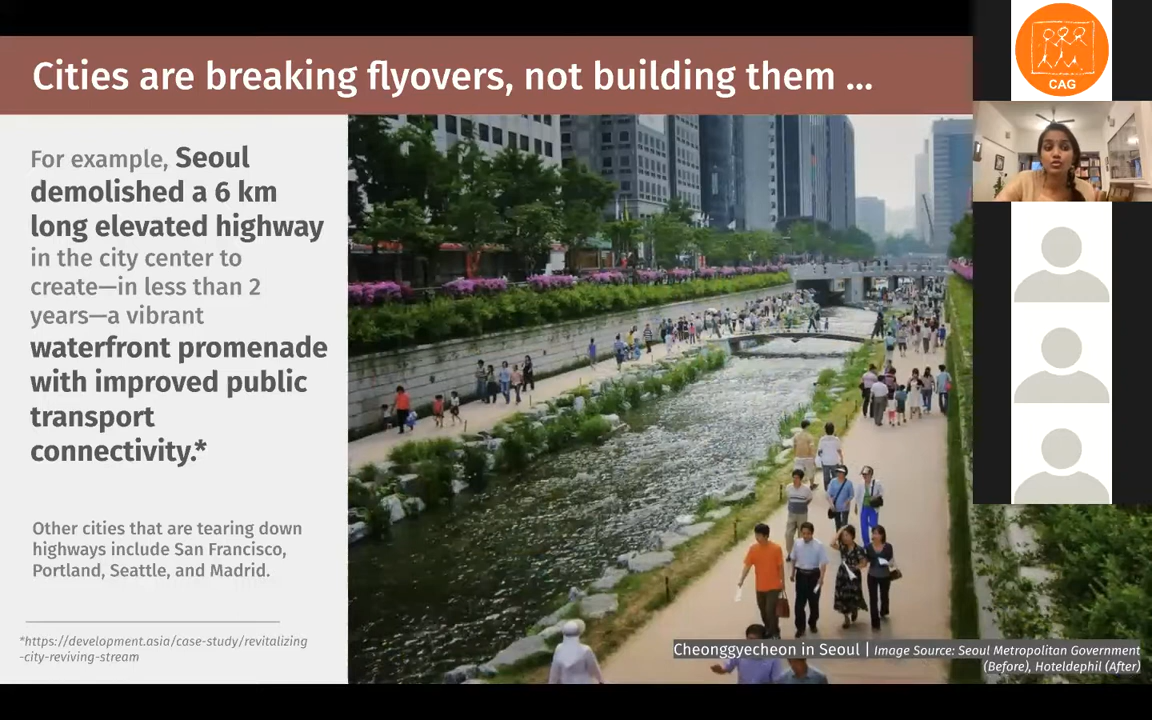 Cities are breaking flyovers, not building them ...
For example, Seoul
demolished a 6 km
long elevated highway
in the city center to
create—in less than 2
years—a vibrant
waterfront promenade
with improved public
transport
connectivity.*
Other cities that are tearing down
highways include San Francisco,
Portland, Seattle, and Madrid.
*https://development.asia/case-study/revitalizing
-city-reviving-stream
Cheonggyecheon in Seoul | Image Source: Seoul Metropolitan Government
(Before), Hoteldephil (After)
CAG